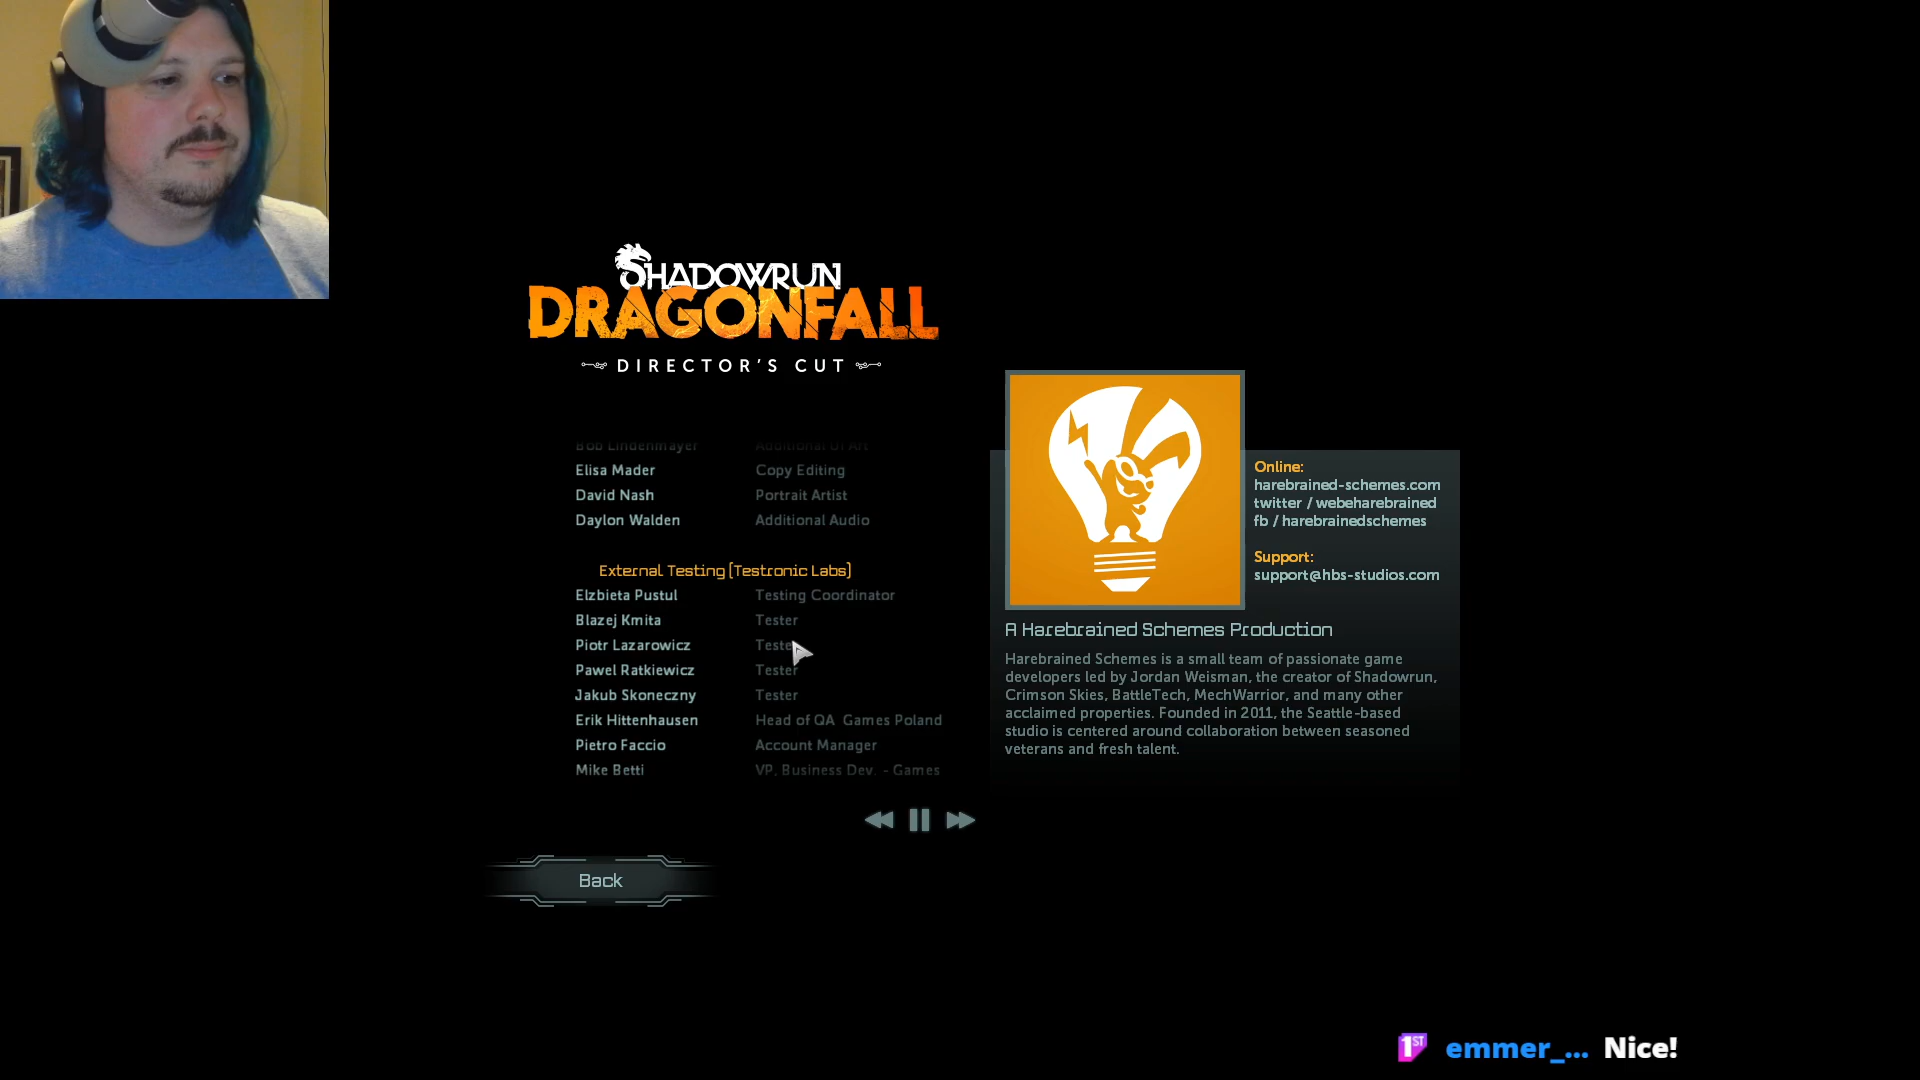 SHADOWRUN
DRAGONFALL
DIRECTOR'S CUT
Bob Lindenmayer Additional UI Art
Elisa Mader Copy Editing
David Nash Portrait Artist
Daylon Walden Additional Audio
External Testing [Testronic Labs]
Elzbieta Pustul Testing Coordinator
Blazej Kmita Tester
Piotr Lazarowicz Tester
Pawel Ratkiewicz Tester
Jakub Skoneczny Tester
Erik Hittenhausen Head of QA Games Poland
Pietro Faccio Account Manager
Mike Betti VP, Business Dev. - Games
Back
Online:
harebrained-schemes.com
twitter / webeharebrained
fb / harebrainedschemes
Support:
support@hbs-studios.com
A Harebrained Schemes Production
Harebrained Schemes is a small team of passionate game
developers led by Jordan Weisman, the creator of Shadowrun,
Crimson Skies, BattleTech, MechWarrior, and many other
acclaimed properties. Founded in 2011, the Seattle-based
studio is centered around collaboration between seasoned
veterans and fresh talent.
1ST emmer_... Nice!